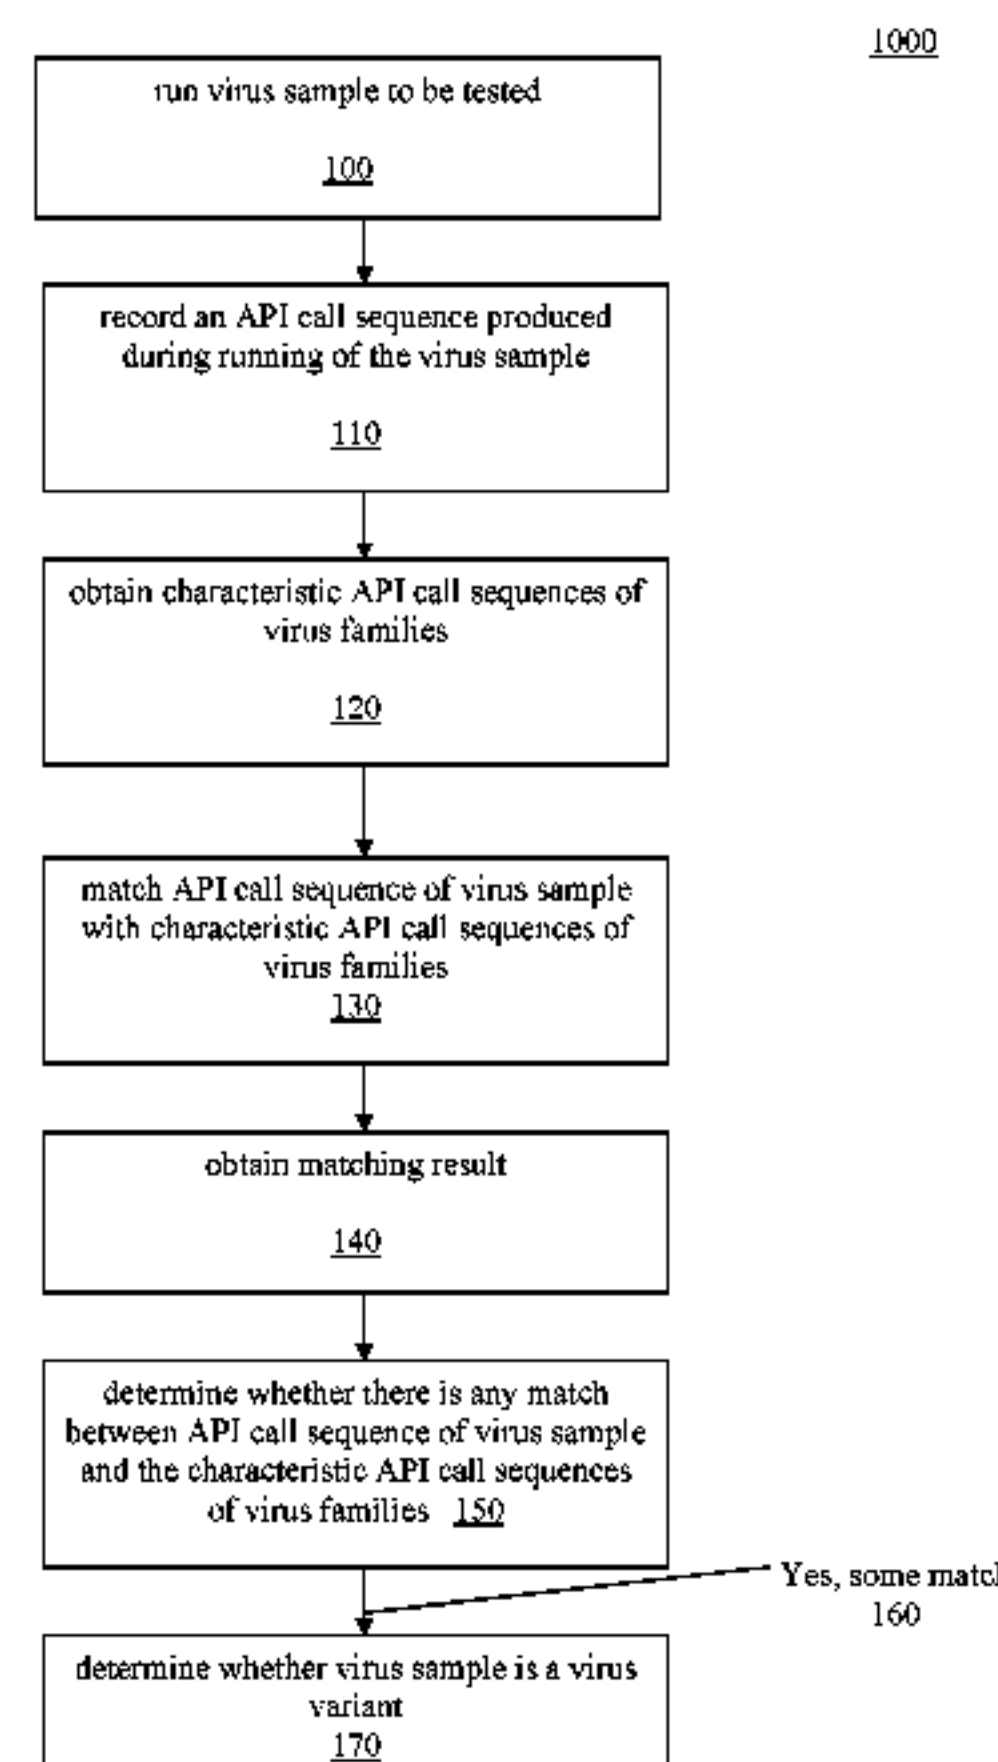 1000
run virus sample to be tested
100
record an API call sequence produced
during running of the virus sample
110
obtain characteristic API call sequences of
virus families
120
match API call sequence of virus sample
with characteristic API call sequences of
virus families
130
obtain matching result
140
determine whether there is any match
between API call sequence of virus sample
and the characteristic API call sequences
of virus families 150
Yes, some match
160
determine whether virus sample is a virus
variant
170